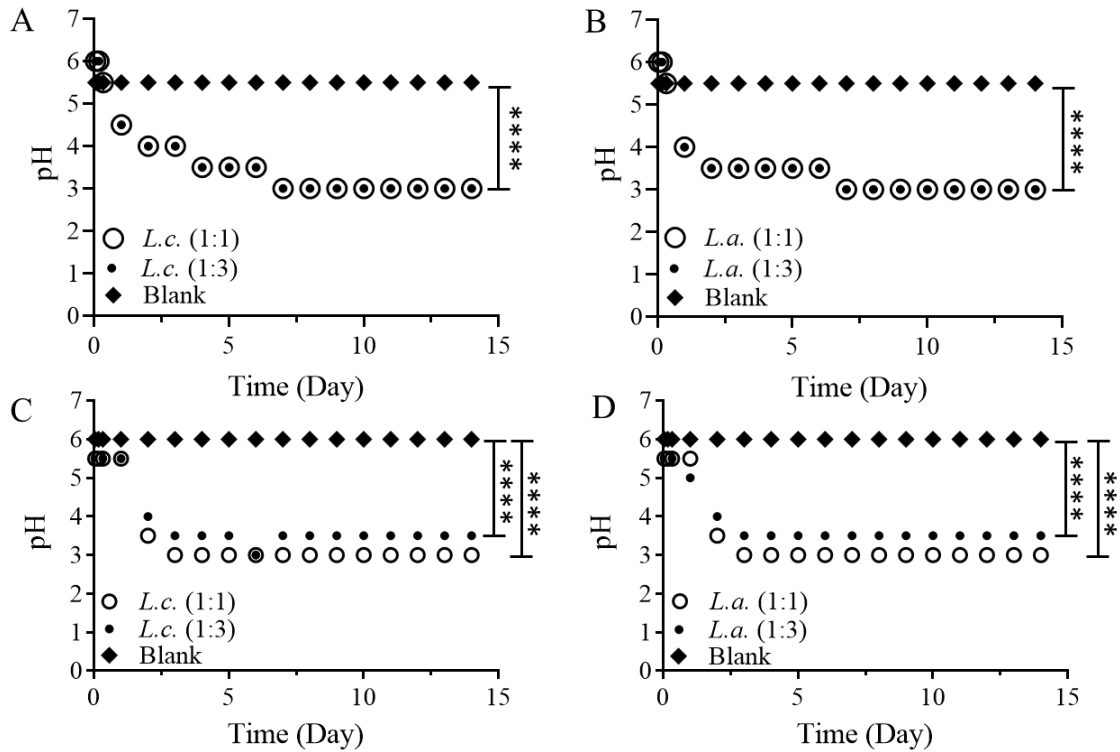 A
pH
7
6
5
4
3
2
1
0
L.c. (1:1)
L.c. (1:3)
Blank
****
0
5
10
15
Time (Day)
B
pH
7
6
5
4
3
2
1
0
L.a. (1:1)
L.a. (1:3)
Blank
****
0
5
10
15
Time (Day)
C
pH
7
6
5
4
3
2
1
0
L.c. (1:1)
L.c. (1:3)
Blank
****
****
0
5
10
15
Time (Day)
D
pH
7
6
5
4
3
2
1
0
L.a. (1:1)
L.a. (1:3)
Blank
****
****
0
5
10
15
Time (Day)